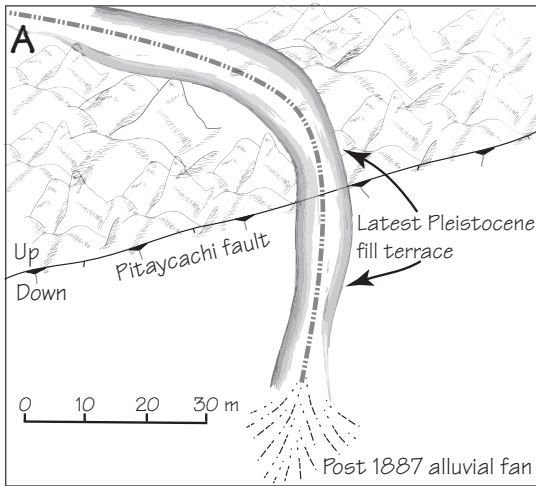 A
Latest Pleistocene
fill terrace
Up
Pitaycachi fault
Down
0 10 20 30 m
Post 1887 alluvial fan